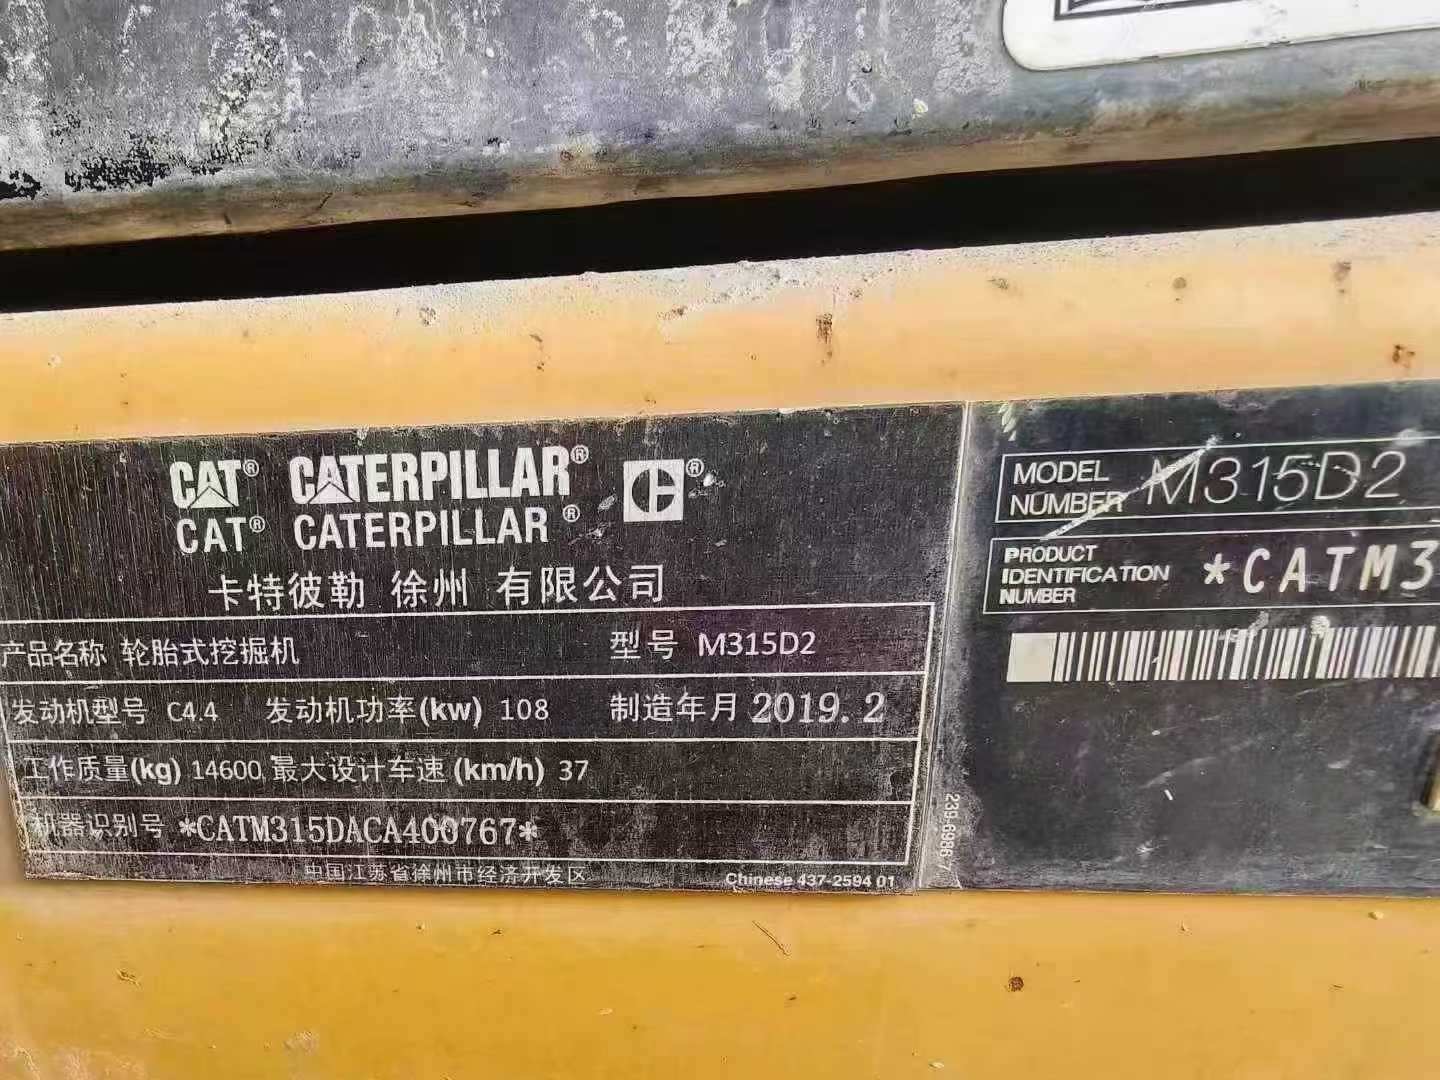 CAT® CATERPILLAR® C®
CAT® CATERPILLAR®
卡特彼勒 徐州 有限公司
产品名称 轮胎式挖掘机 型号 M315D2
发动机型号 C4.4 发动机功率(kw) 108 制造年月 2019.2
工作质量(kg) 14600 最大设计车速(km/h) 37
机器识别号 *CATM315DACA400767*
中国江苏省徐州市经济开发区 Chinese 437-2594 01
MODEL NUMBER M315D2
PRODUCT IDENTIFICATION NUMBER *CATM3